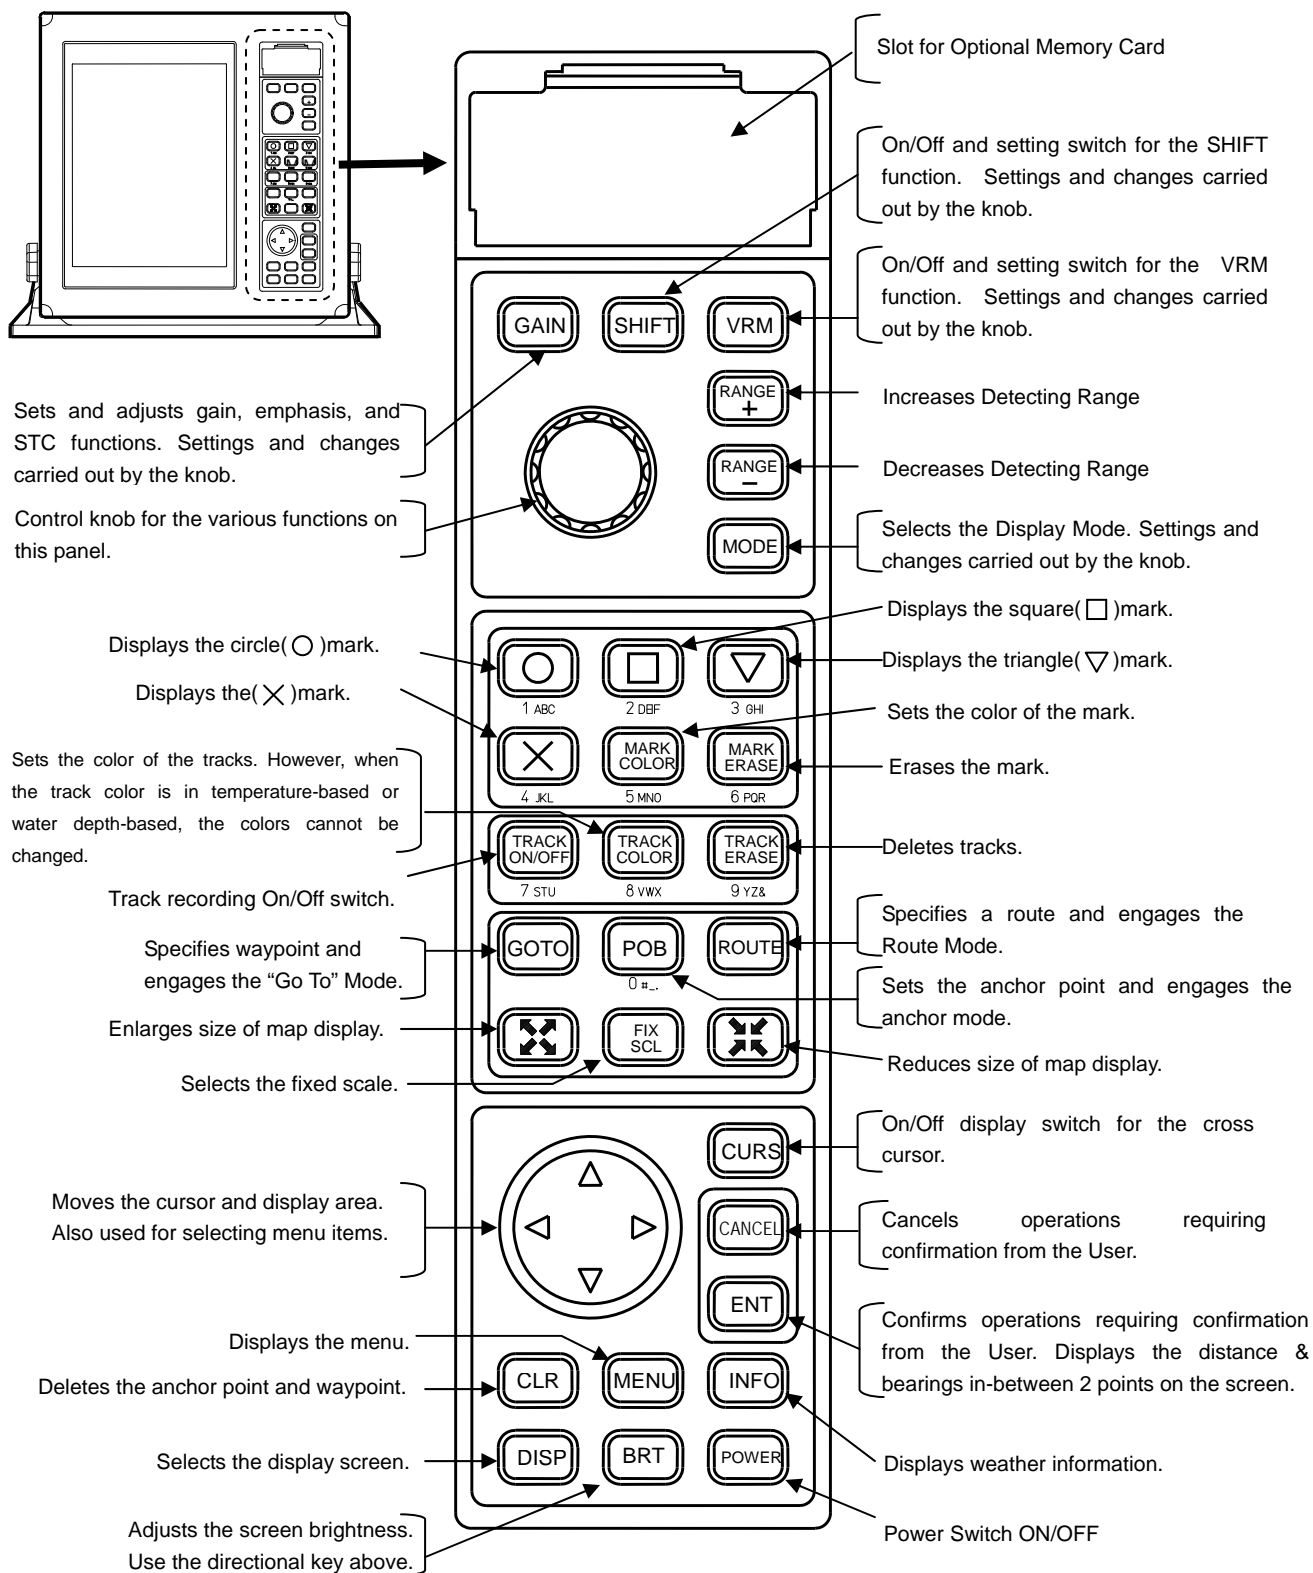 Slot for Optional Memory Card
On/Off and setting switch for the SHIFT
function. Settings and changes carried
out by the knob.
On/Off and setting switch for the VRM
function. Settings and changes carried
out by the knob.
GAIN
SHIFT
VRM
RANGE
+
Increases Detecting Range
Sets and adjusts gain, emphasis, and
STC functions. Settings and changes
carried out by the knob.
RANGE
−
Decreases Detecting Range
Control knob for the various functions on
this panel.
MODE
Selects the Display Mode. Settings and
changes carried out by the knob.
Displays the square(□)mark.
Displays the circle(○)mark.
Displays the triangle(▽)mark.
Displays the(×)mark.
1 ABC
2 DEF
3 GHI
Sets the color of the mark.
MARK
COLOR
MARK
ERASE
Erases the mark.
4 JKL
5 MNO
6 PQR
Sets the color of the tracks. However, when
the track color is in temperature-based or
water depth-based, the colors cannot be
changed.
TRACK
ON/OFF
TRACK
COLOR
TRACK
ERASE
Deletes tracks.
7 STU
8 VWX
9 YZ&
Track recording On/Off switch.
Specifies a route and engages the
Route Mode.
Specifies waypoint and
engages the “Go To” Mode.
GOTO
POB
ROUTE
0 #_.
Sets the anchor point and engages the
anchor mode.
Enlarges size of map display.
FIX
SCL
Reduces size of map display.
Selects the fixed scale.
On/Off display switch for the cross
cursor.
CURS
Moves the cursor and display area.
Also used for selecting menu items.
CANCEL
Cancels operations requiring
confirmation from the User.
ENT
Confirms operations requiring confirmation
from the User. Displays the distance &
bearings in-between 2 points on the screen.
Displays the menu.
Deletes the anchor point and waypoint.
CLR
MENU
INFO
Selects the display screen.
DISP
BRT
POWER
Displays weather information.
Adjusts the screen brightness.
Use the directional key above.
Power Switch ON/OFF